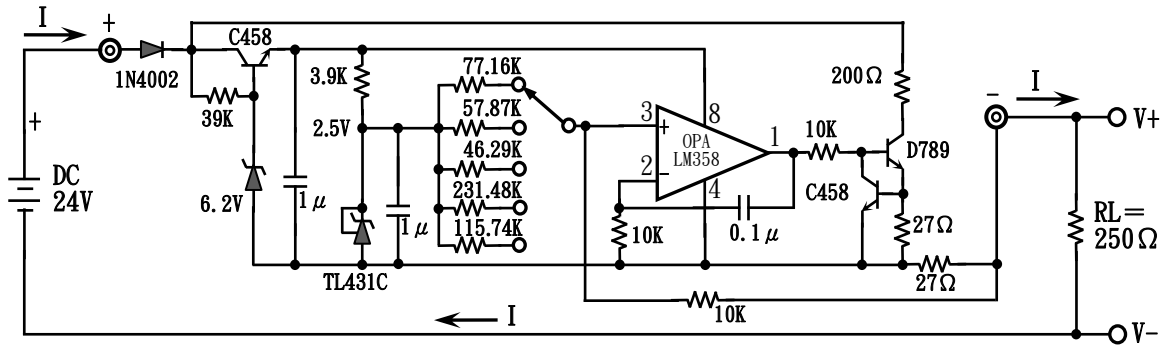 I
+
C458
1N4002
39K
6.2V
1μ
3.9K
2.5V
TL431C
1μ
77.16K
57.87K
46.29K
231.48K
115.74K
3
+
OPA
LM358
2
-
8
4
1
10K
0.1μ
10K
C458
200Ω
D789
27Ω
27Ω
10K
-
I
V+
RL=
250Ω
V-
I
+
DC
24V